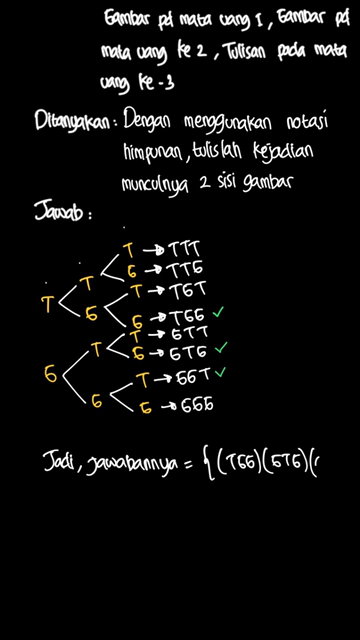 Gambar pd mata uang 1, Gambar pd
mata uang ke 2, Tulisan pada mata
uang ke-3
Ditanyakan: Dengan menggunakan notasi
himpunan, tulislah kejadian
munculnya 2 sisi gambar
Jawab:
T → TTT
T G → TTG
T G T → TGT
G → TGG ✓
T T → GTT
G G → GTG ✓
G T → GGT ✓
G → GGG
Jadi, jawabannya = {(TGG)(GTG)(